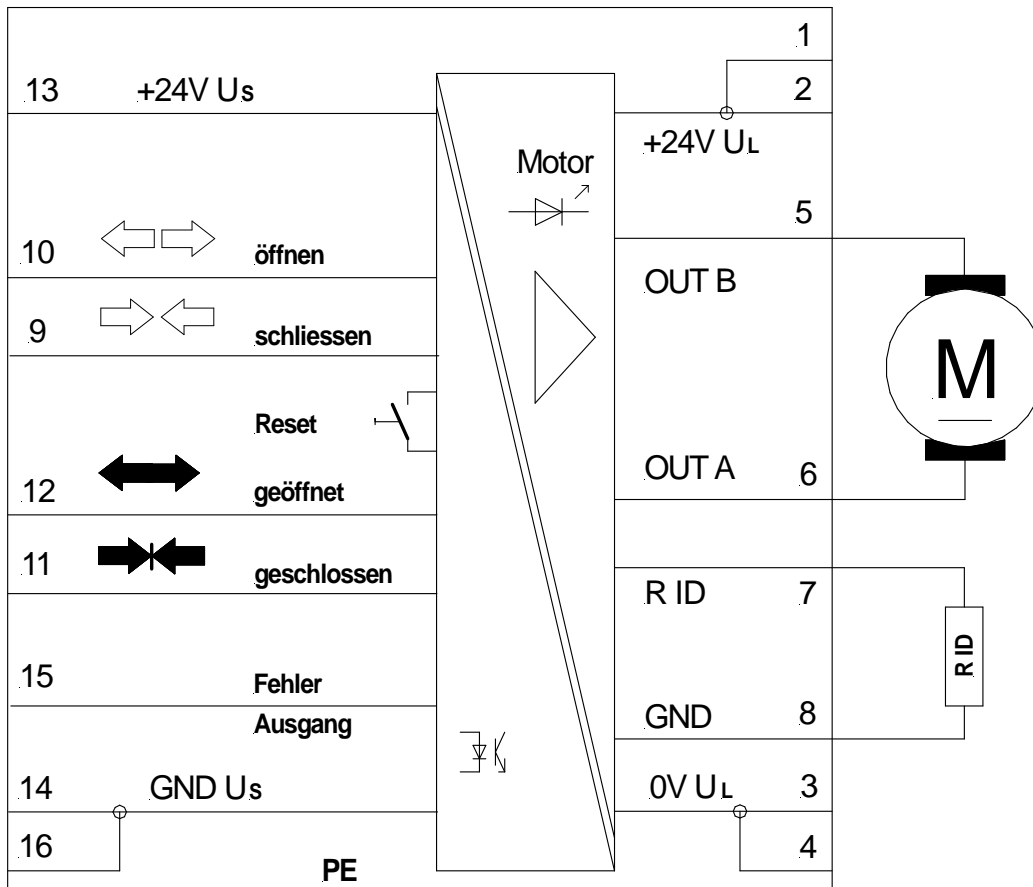 1
13 +24V Us
2
+24V UL
Motor
5
10 öffnen
OUT B
9 schliessen
M
Reset
OUT A 6
12 geöffnet
11 geschlossen
R ID 7
R ID
15 Fehler
Ausgang
GND 8
14 GND Us
0V UL 3
16
4
PE